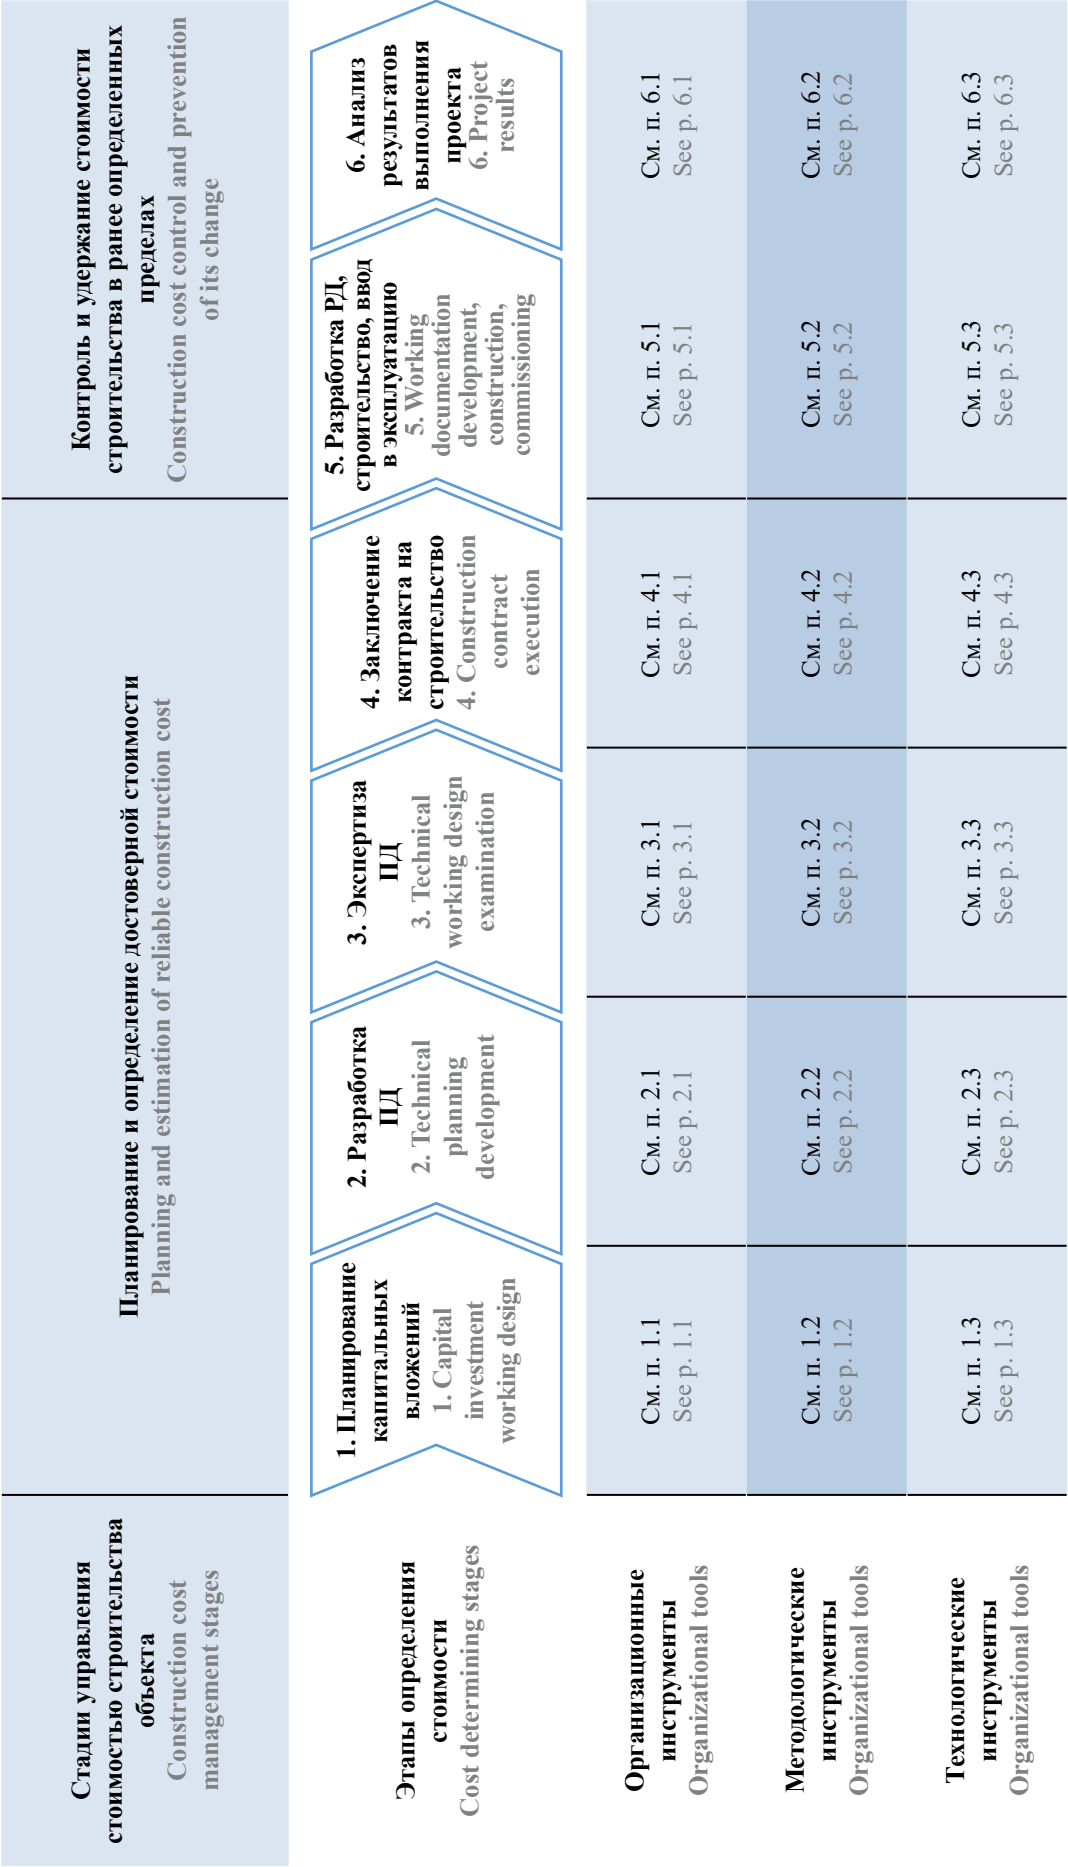 Стадии управления
стоимостью строительства
объекта
Construction cost
management stages
Планирование и определение достоверной стоимости
Planning and estimation of reliable construction cost
Контроль и удержание стоимости
строительства в ранее определенных
пределах
Construction cost control and prevention
of its change
Этапы определения
стоимости
Cost determining stages
1. Планирование
капитальных
вложений
1. Capital
investment
working design
2. Разработка
ПД
2. Technical
planning
development
3. Экспертиза
ПД
3. Technical
working design
examination
4. Заключение
контракта на
строительство
4. Construction
contract
execution
5. Разработка РД,
строительство, ввод
в эксплуатацию
5. Working
documentation
development,
construction,
commissioning
6. Анализ
результатов
выполнения
проекта
6. Project
results
Организационные
инструменты
Organizational tools
См. п. 1.1
See p. 1.1
См. п. 2.1
See p. 2.1
См. п. 3.1
See p. 3.1
См. п. 4.1
See p. 4.1
См. п. 5.1
See p. 5.1
См. п. 6.1
See p. 6.1
Методологические
инструменты
Organizational tools
См. п. 1.2
See p. 1.2
См. п. 2.2
See p. 2.2
См. п. 3.2
See p. 3.2
См. п. 4.2
See p. 4.2
См. п. 5.2
See p. 5.2
См. п. 6.2
See p. 6.2
Технологические
инструменты
Organizational tools
См. п. 1.3
See p. 1.3
См. п. 2.3
See p. 2.3
См. п. 3.3
See p. 3.3
См. п. 4.3
See p. 4.3
См. п. 5.3
See p. 5.3
См. п. 6.3
See p. 6.3